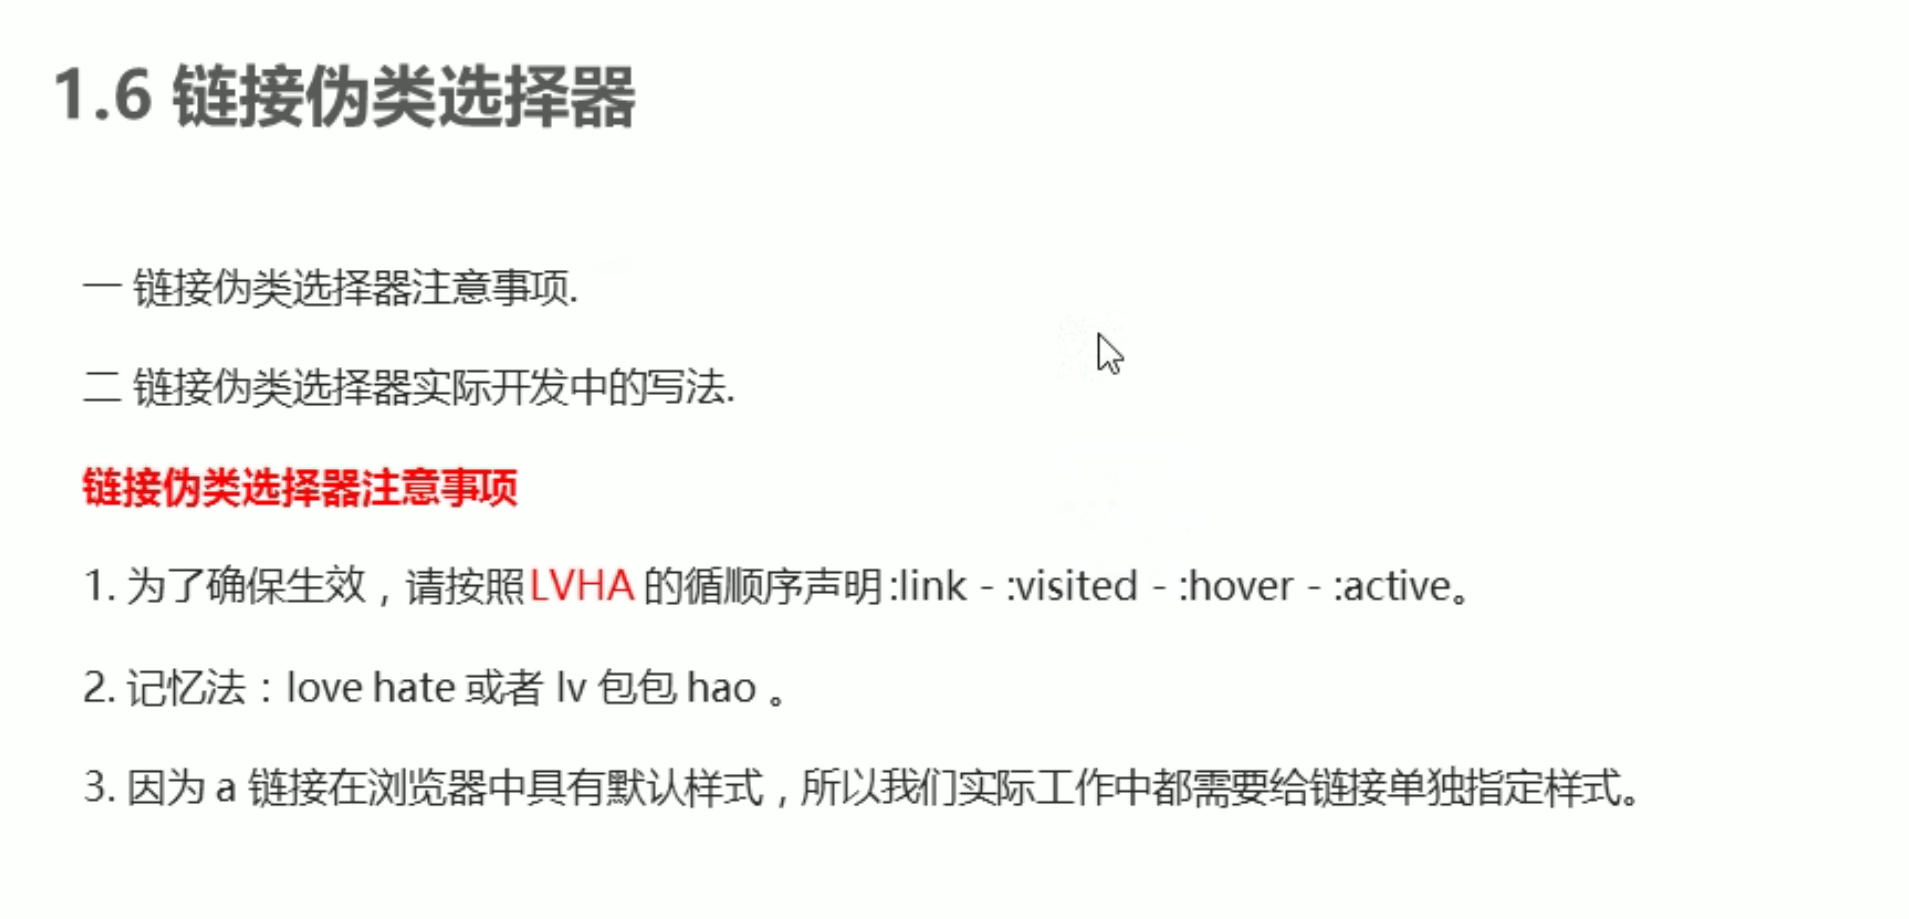 1.6 链接伪类选择器
一 链接伪类选择器注意事项.
二 链接伪类选择器实际开发中的写法.
链接伪类选择器注意事项
1. 为了确保生效，请按照LVHA 的循顺序声明:link - :visited - :hover - :active。
2. 记忆法：love hate 或者 lv 包包 hao 。
3. 因为 a 链接在浏览器中具有默认样式，所以我们实际工作中都需要给链接单独指定样式。